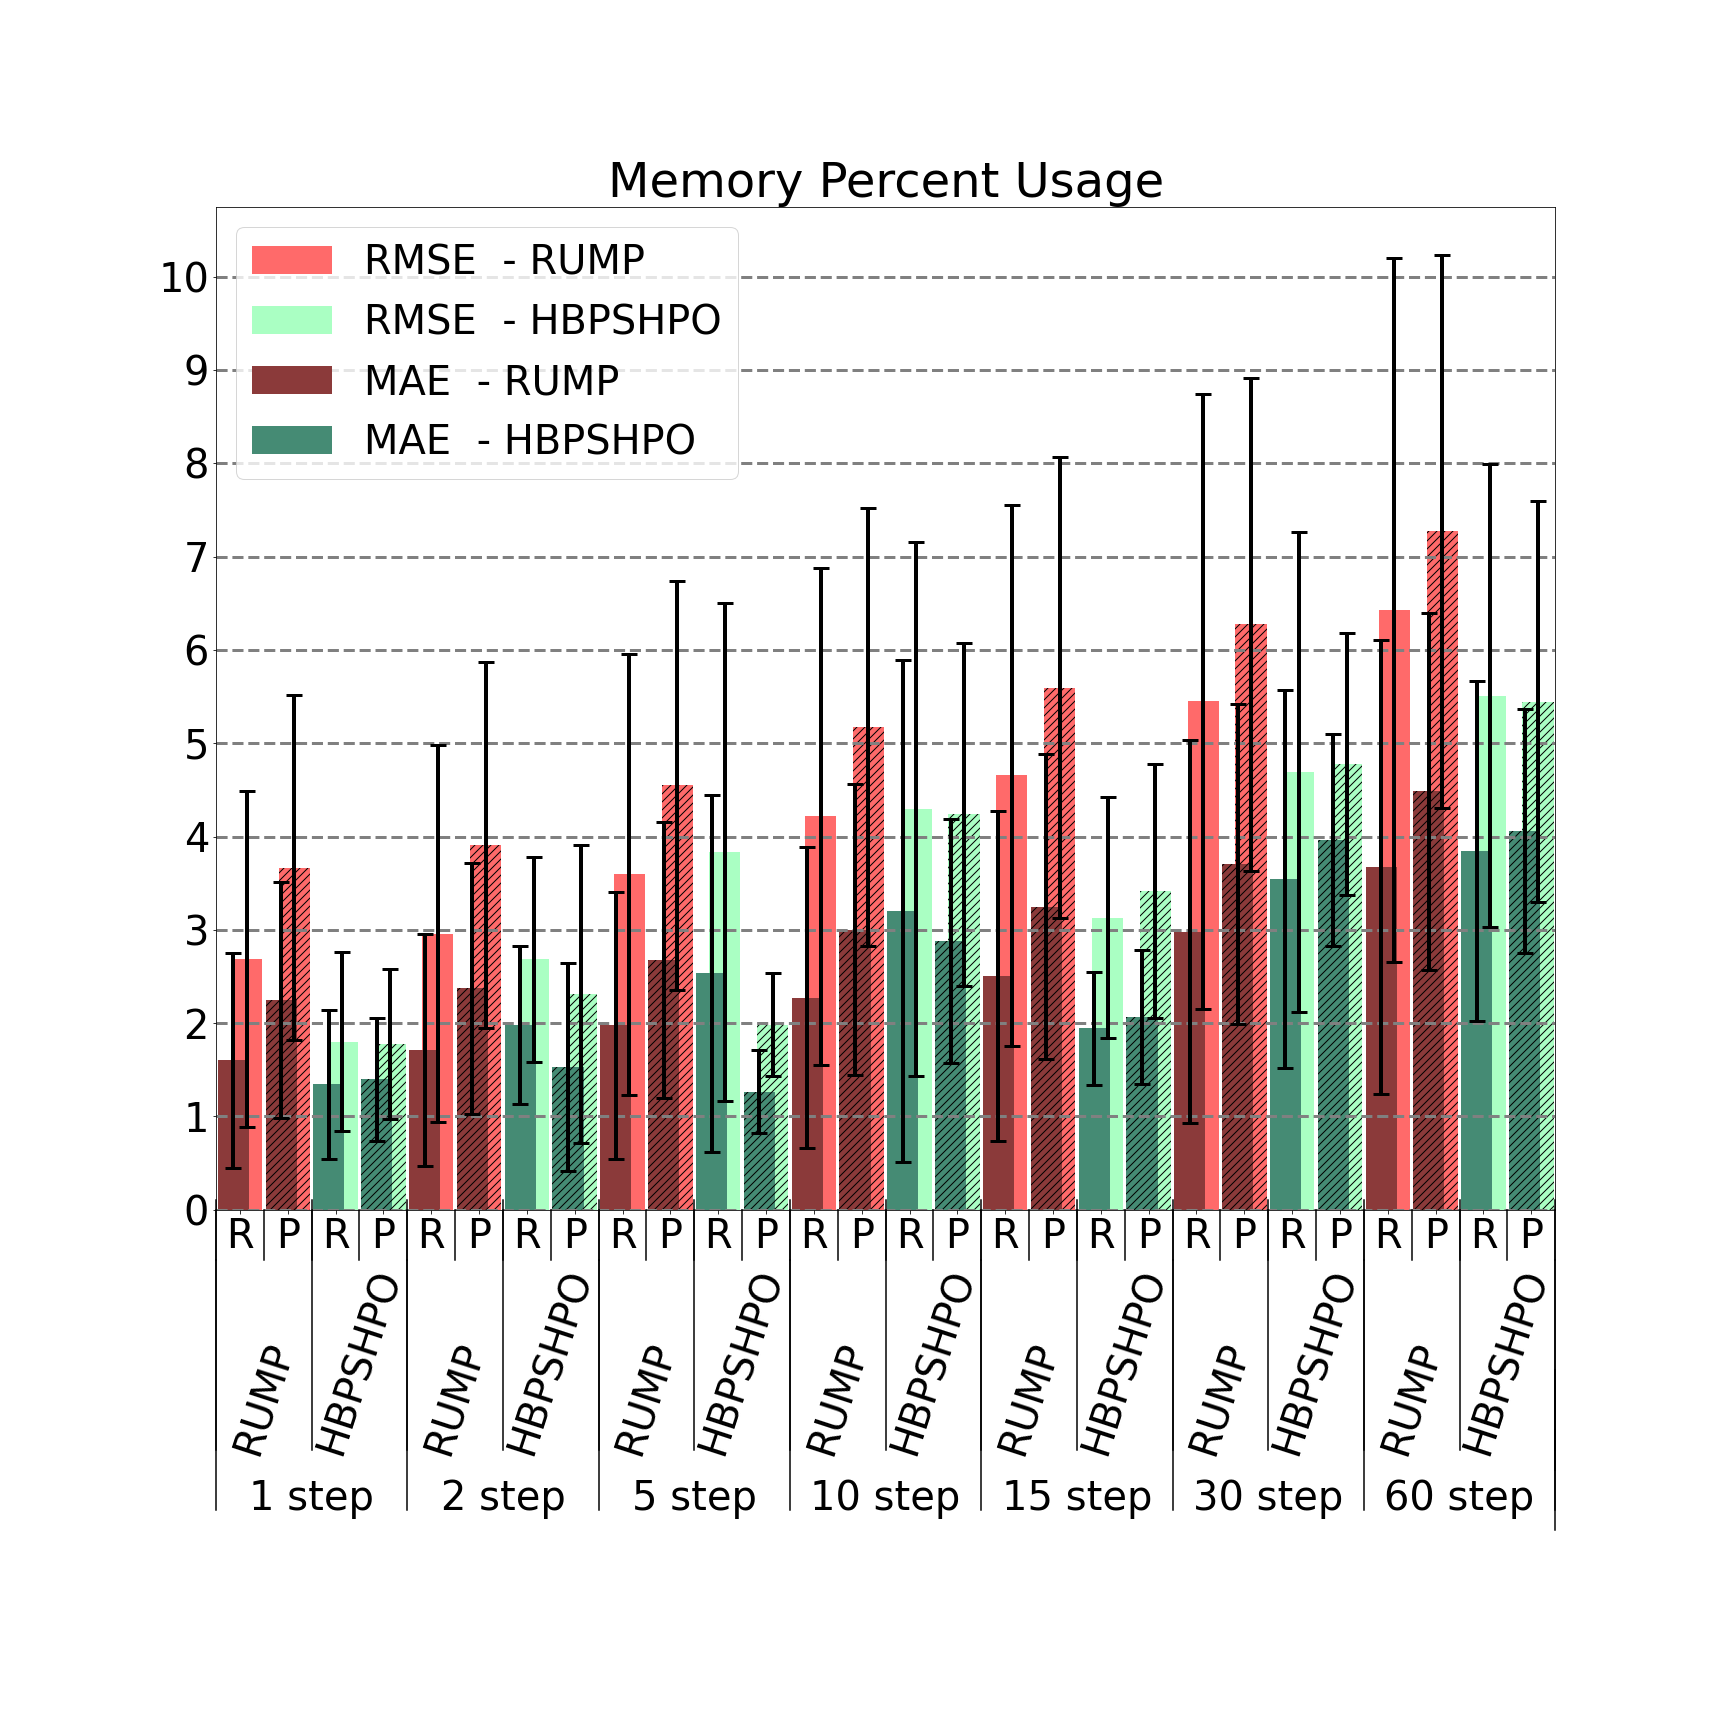 Memory Percent Usage
RMSE - RUMP
RMSE - HBPSHPO
MAE - RUMP
MAE - HBPSHPO
10
9
8
7
6
5
4
3
2
1
0
R P R P R P R P R P R P R P R P R P R P R P R P R P R P
RUMP HBPSHPO RUMP HBPSHPO RUMP HBPSHPO RUMP HBPSHPO RUMP HBPSHPO RUMP HBPSHPO RUMP HBPSHPO
1 step 2 step 5 step 10 step 15 step 30 step 60 step